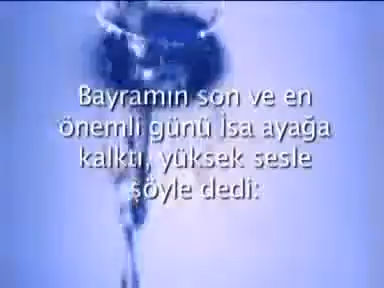 Bayramın son ve en
önemli günü İsa ayağa
kalktı, yüksek sesle
şöyle dedi: